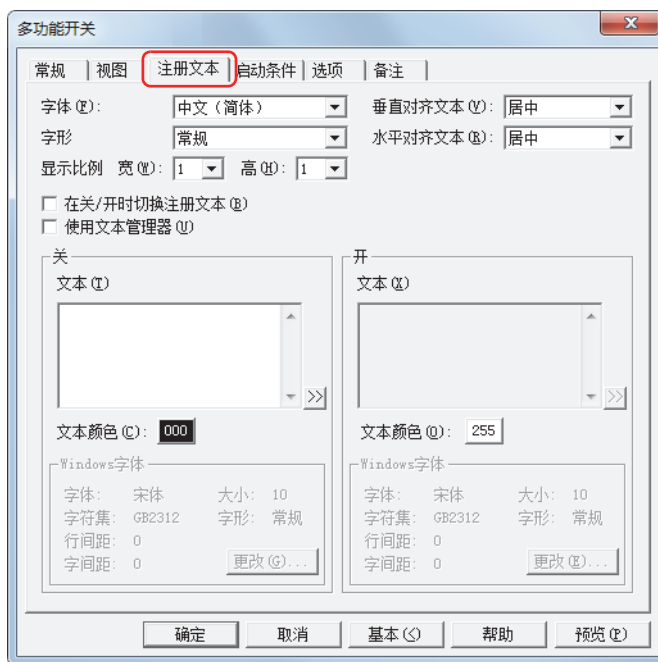 多功能开关
常规 视图 注册文本 启动条件 选项 备注
字体(F): 中文(简体) 垂直对齐文本(V): 居中
字形 常规 水平对齐文本(R): 居中
显示比例 宽(W): 1 高(H): 1
在关/开时切换注册文本(B)
使用文本管理器(U)
关 开
文本(T) 文本(X)
>> >>
文本颜色(C): 000 文本颜色(O): 255
Windows字体 Windows字体
字体: 宋体 大小: 10 字体: 宋体 大小: 10
字符集: GB2312 字形: 常规 字符集: GB2312 字形: 常规
行间距: 0 行间距: 0
字间距: 0 更改(G)... 字间距: 0 更改(E)...
确定 取消 基本(<) 帮助 预览(P)